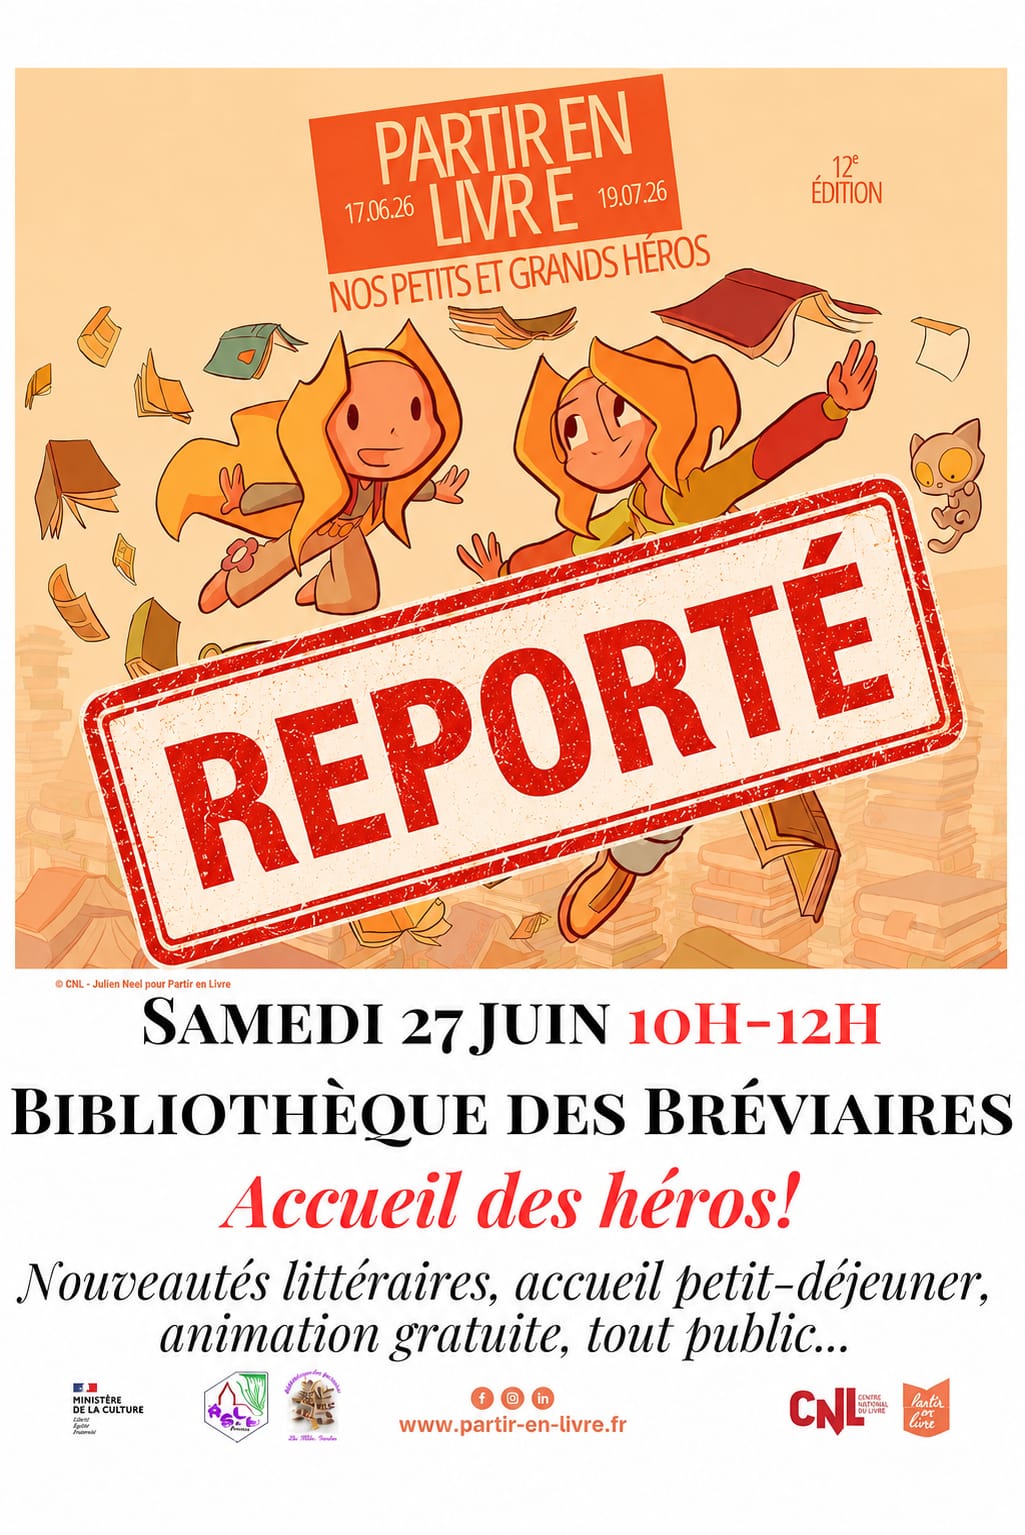 PARTIR EN
LIVRE
17.06.26
19.07.26
NOS PETITS ET GRANDS HÉROS
12e
ÉDITION
REPORTÉ
© CNL - Julien Neel pour Partir en Livre
SAMEDI 27 JUIN 10H-12H
BIBLIOTHÈQUE DES BRÉVIAIRES
Accueil des héros!
Nouveautés littéraires, accueil petit-déjeuner,
animation gratuite, tout public...
MINISTÈRE
DE LA CULTURE
Liberté
Égalité
Fraternité
www.partir-en-livre.fr
CNL
CENTRE
NATIONAL
DU LIVRE
Partir
en
livre